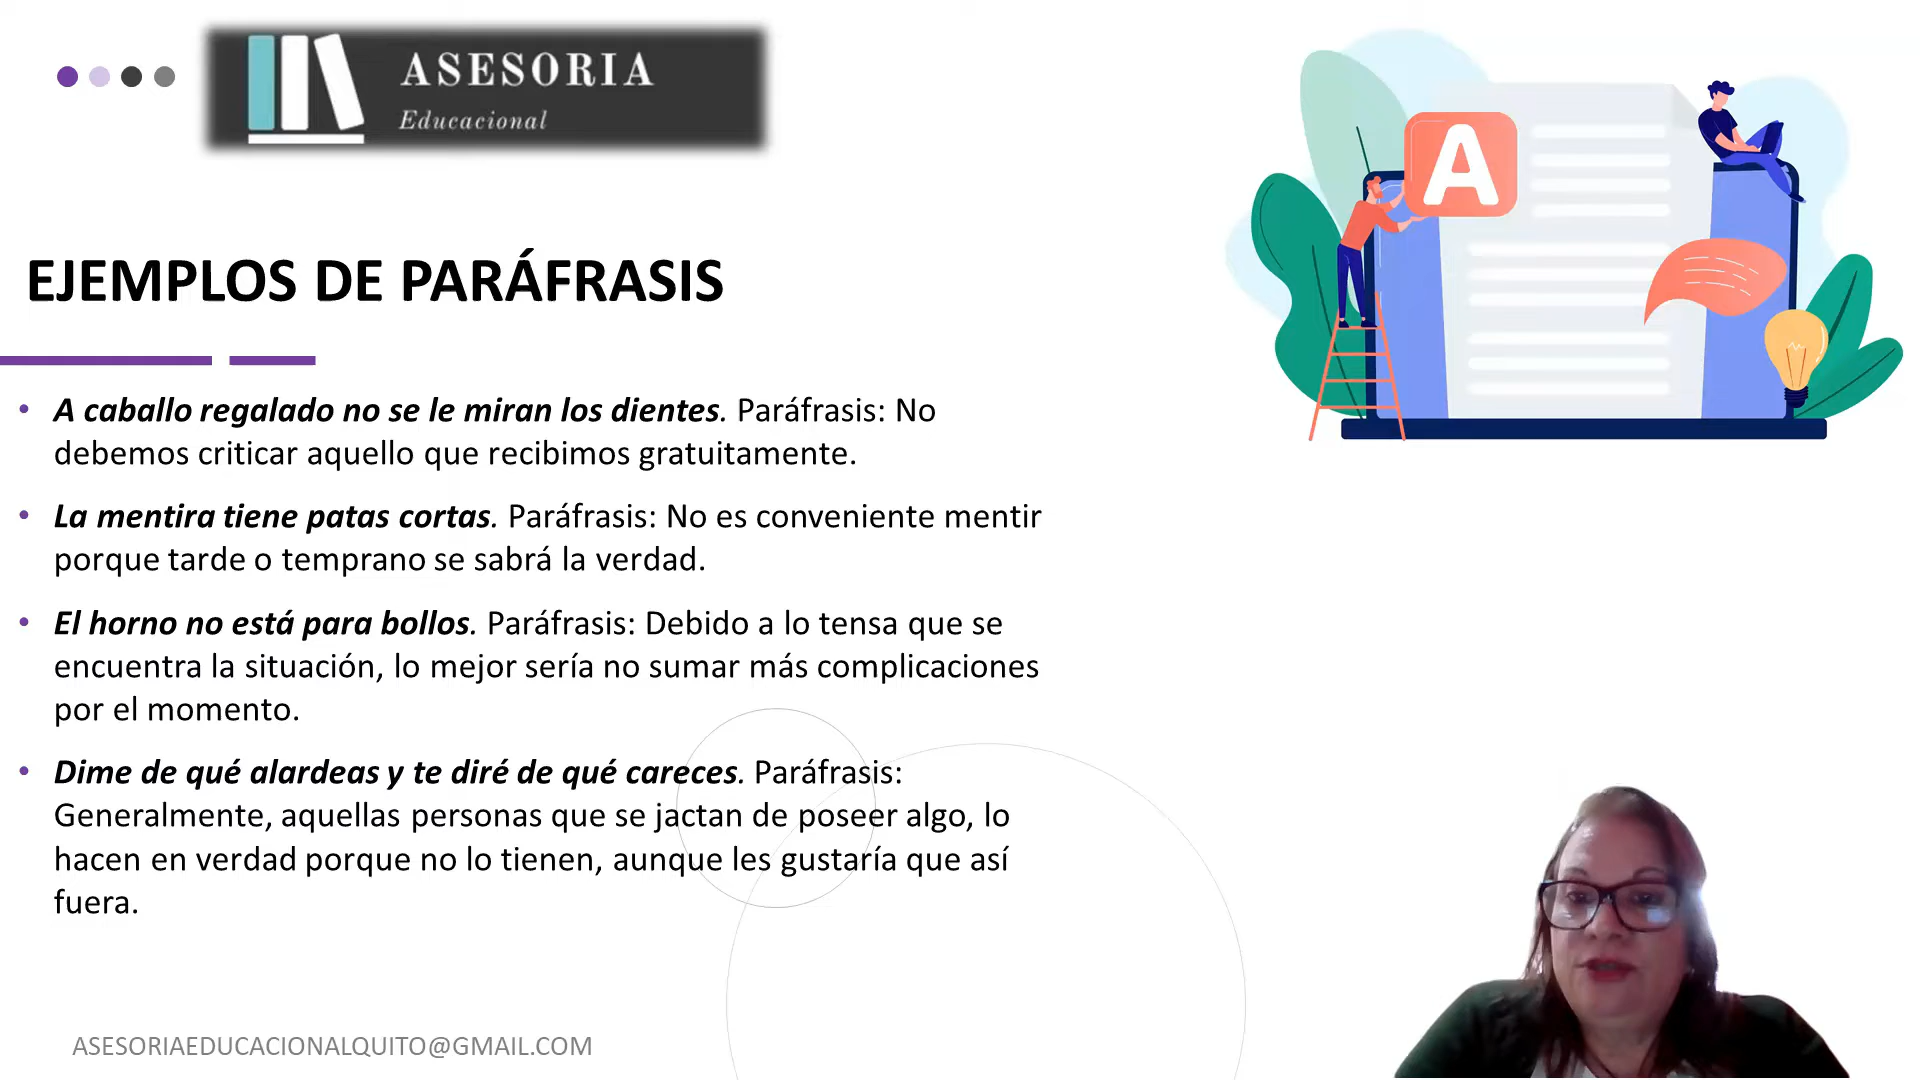 ASESORIA
Educacional
A
EJEMPLOS DE PARÁFRASIS
• A caballo regalado no se le miran los dientes. Paráfrasis: No
debemos criticar aquello que recibimos gratuitamente.
• La mentira tiene patas cortas. Paráfrasis: No es conveniente mentir
porque tarde o temprano se sabrá la verdad.
• El horno no está para bollos. Paráfrasis: Debido a lo tensa que se
encuentra la situación, lo mejor sería no sumar más complicaciones
por el momento.
• Dime de qué alardeas y te diré de qué careces. Paráfrasis:
Generalmente, aquellas personas que se jactan de poseer algo, lo
hacen en verdad porque no lo tienen, aunque les gustaría que así
fuera.
ASESORIAEDUCACIONALQUITO@GMAIL.COM